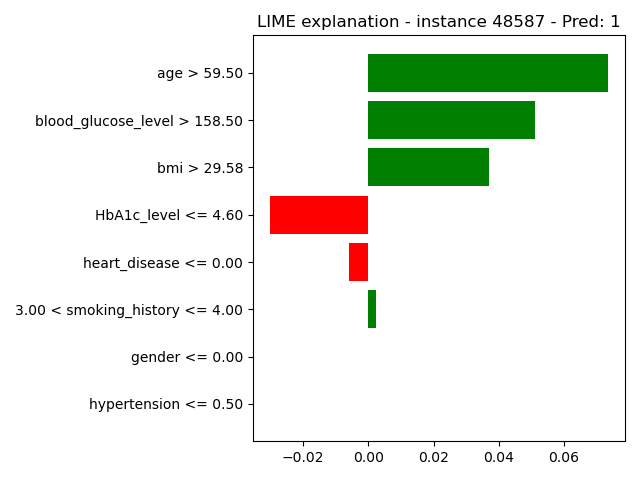 LIME explanation - instance 48587 - Pred: 1
age > 59.50
blood_glucose_level > 158.50
bmi > 29.58
HbA1c_level <= 4.60
heart_disease <= 0.00
3.00 < smoking_history <= 4.00
gender <= 0.00
hypertension <= 0.50
−0.02 0.00 0.02 0.04 0.06